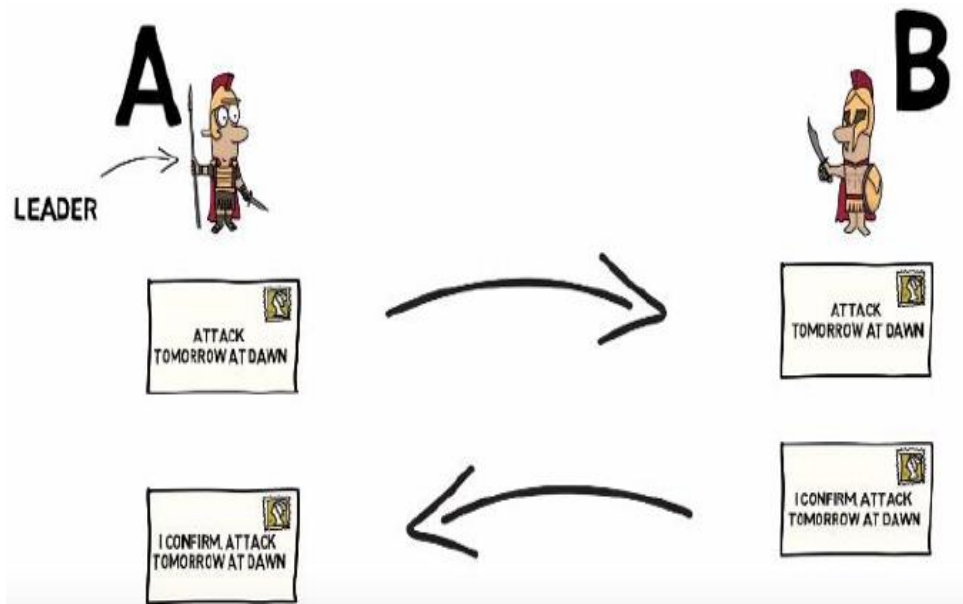 A
B
LEADER
ATTACK
TOMORROW AT DAWN
ATTACK
TOMORROW AT DAWN
I CONFIRM, ATTACK
TOMORROW AT DAWN
I CONFIRM, ATTACK
TOMORROW AT DAWN